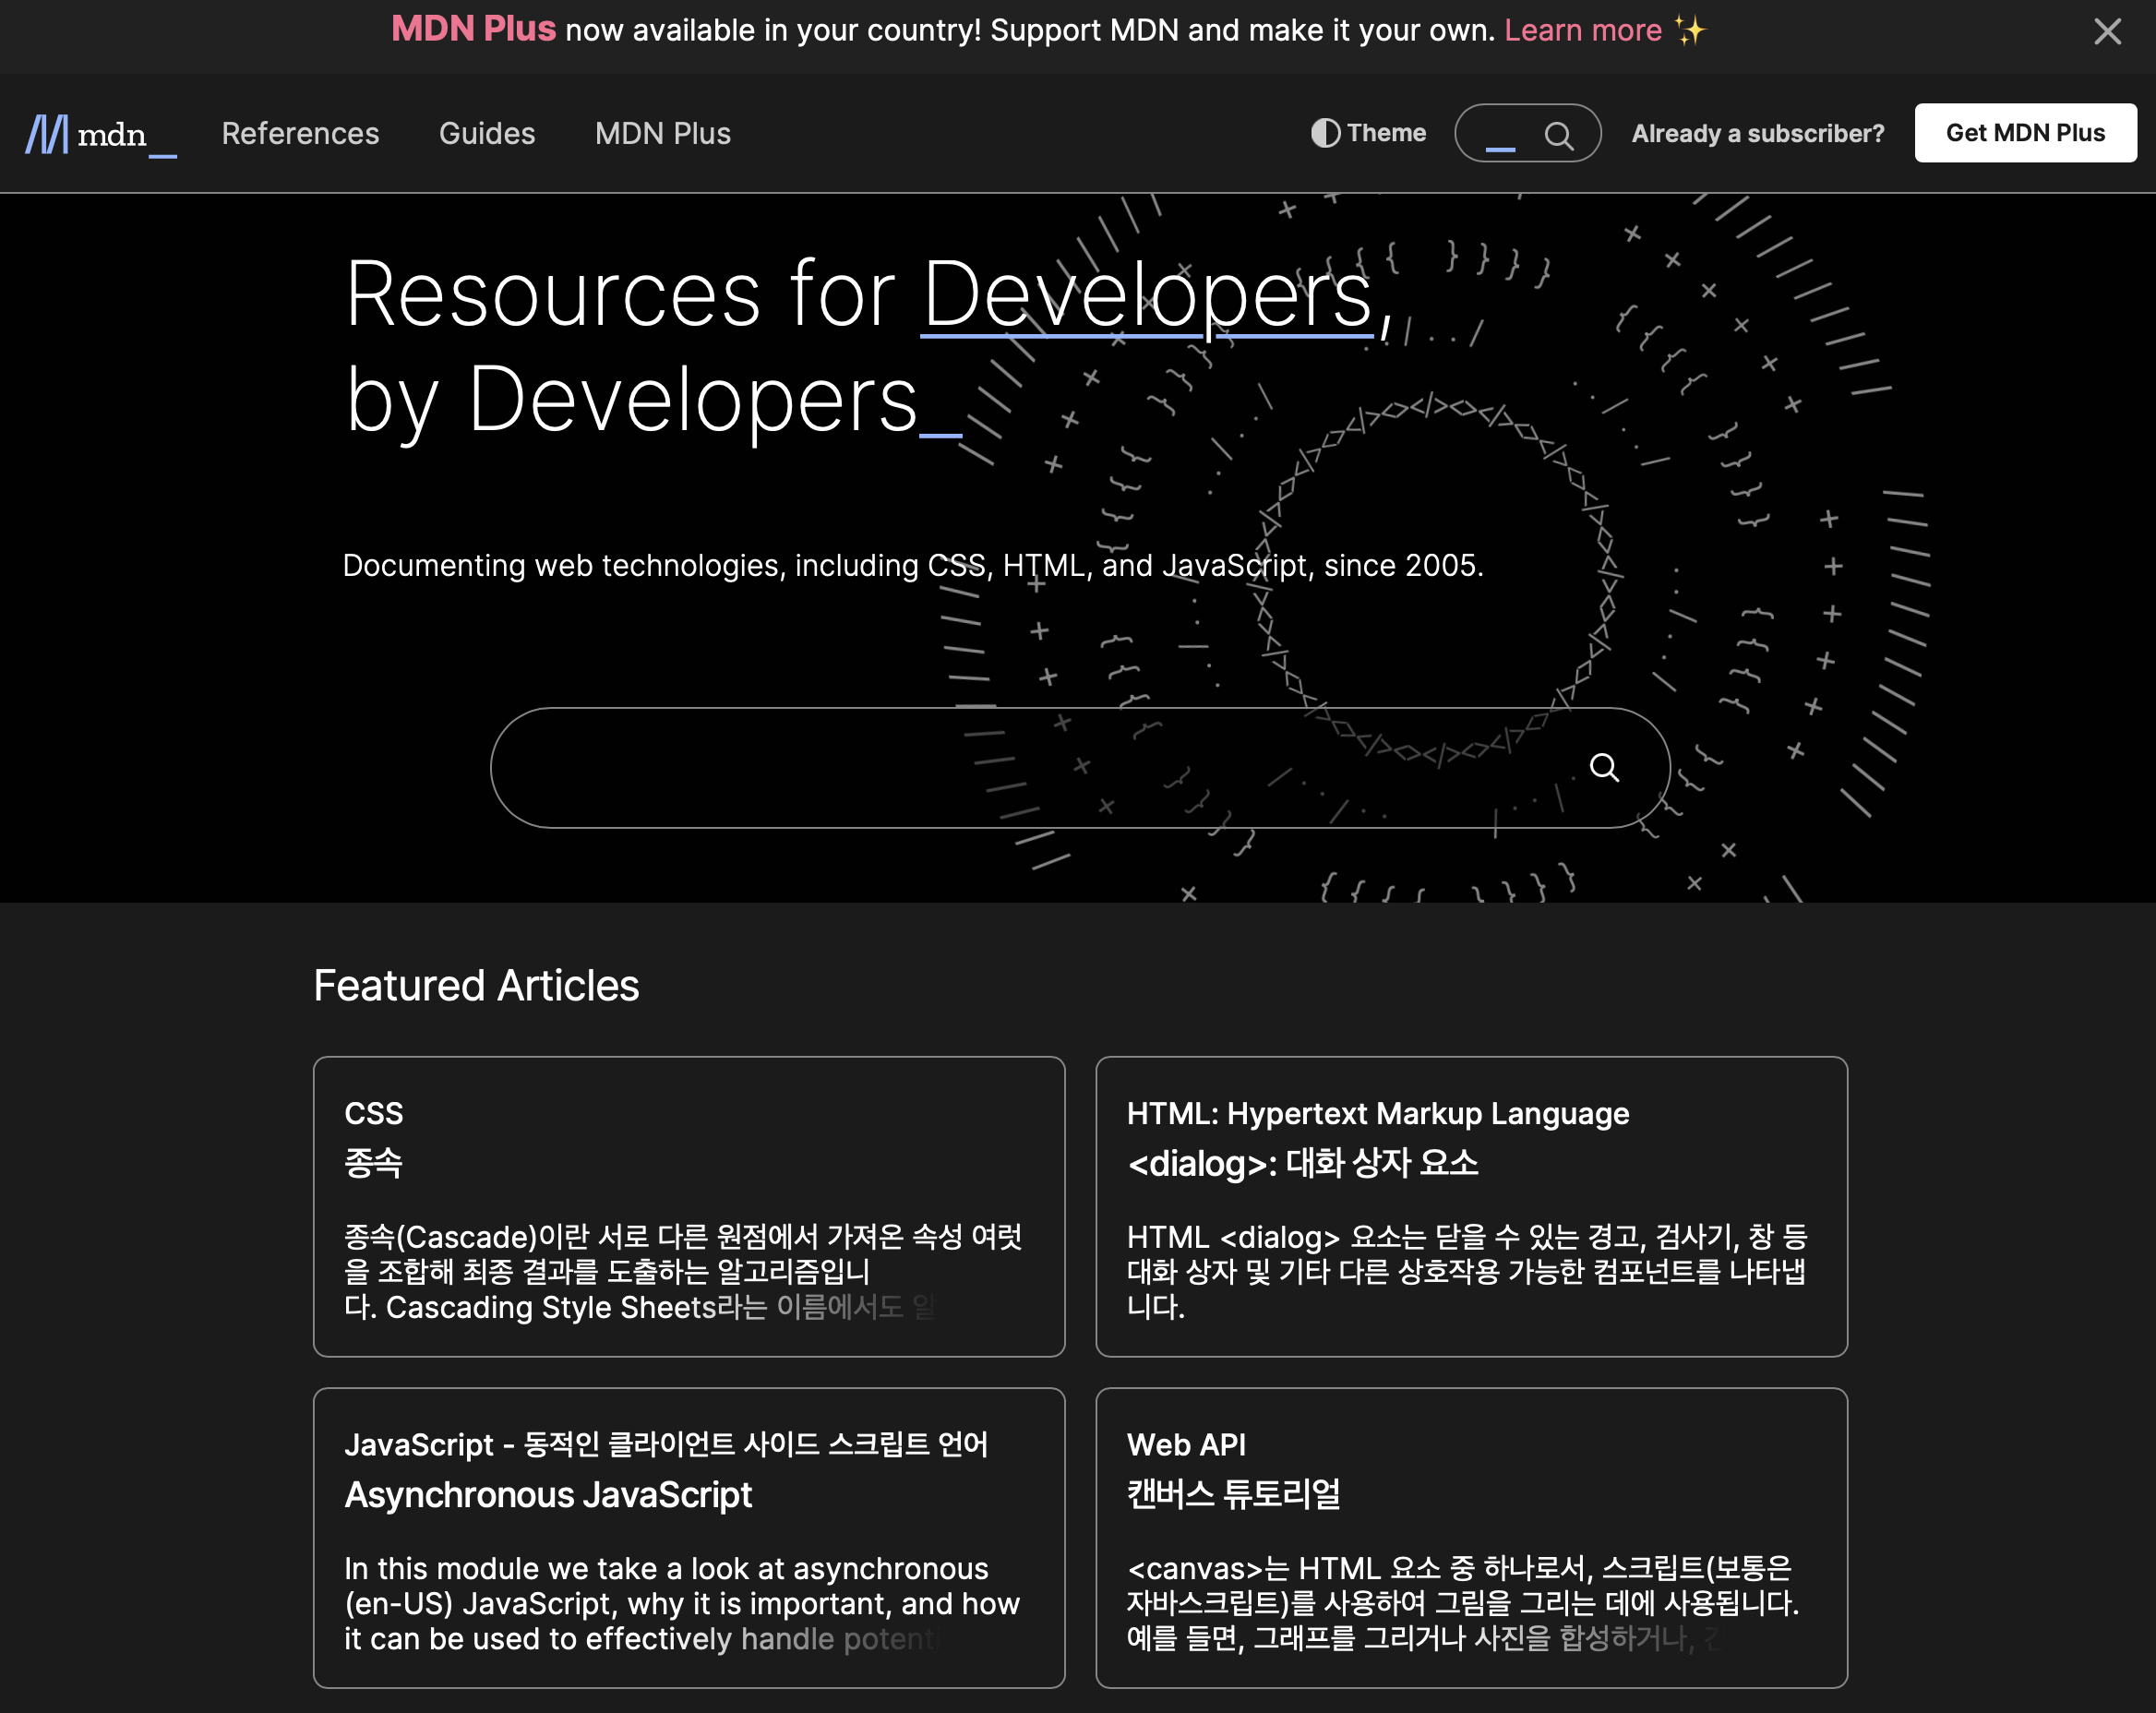 MDN Plus now available in your country! Support MDN and make it your own. Learn more ✨
mdn_
References
Guides
MDN Plus
Theme
Already a subscriber?
Get MDN Plus
Resources for Developers,
by Developers_
Documenting web technologies, including CSS, HTML, and JavaScript, since 2005.
Featured Articles
CSS
종속
종속(Cascade)이란 서로 다른 원점에서 가져온 속성 여럿
을 조합해 최종 결과를 도출하는 알고리즘입니
다. Cascading Style Sheets라는 이름에서도 알
HTML: Hypertext Markup Language
<dialog>: 대화 상자 요소
HTML <dialog> 요소는 닫을 수 있는 경고, 검사기, 창 등
대화 상자 및 기타 다른 상호작용 가능한 컴포넌트를 나타냅
니다.
JavaScript - 동적인 클라이언트 사이드 스크립트 언어
Asynchronous JavaScript
In this module we take a look at asynchronous
(en-US) JavaScript, why it is important, and how
it can be used to effectively handle potenti
Web API
캔버스 튜토리얼
<canvas>는 HTML 요소 중 하나로서, 스크립트(보통은
자바스크립트)를 사용하여 그림을 그리는 데에 사용됩니다.
예를 들면, 그래프를 그리거나 사진을 합성하거나,